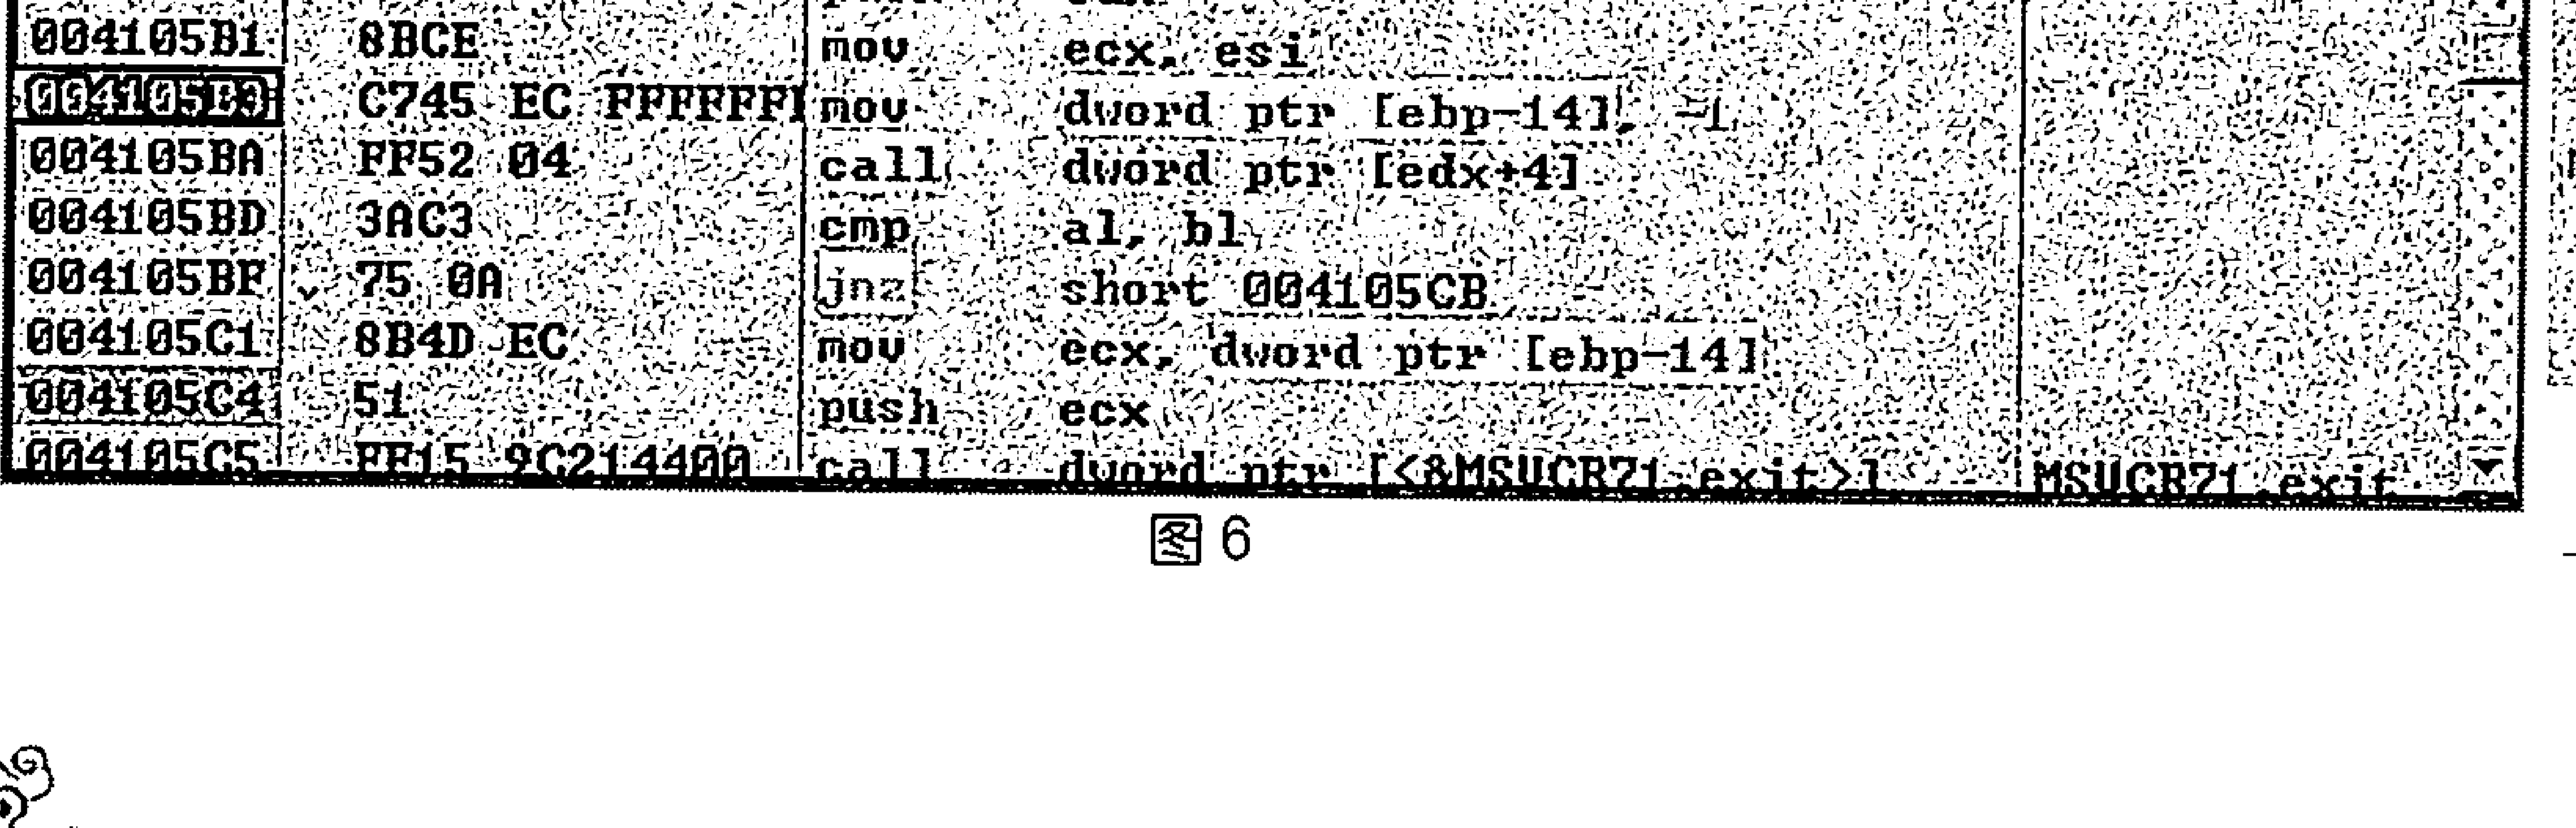 004105B1 8BCE mov ecx, esi
004105B3 C745 EC FFFFFFF mov dword ptr [ebp-14], -1
004105BA FF52 04 call dword ptr [edx+4]
004105BD 3AC3 cmp al, bl
004105BF 75 0A jnz short 004105CB
004105C1 8B4D EC mov ecx, dword ptr [ebp-14]
004105C4 51 push ecx
004105C5 FF15 9C214400 call dword ptr [<&MSVCR71.exit>] MSVCR71.exit
图 6